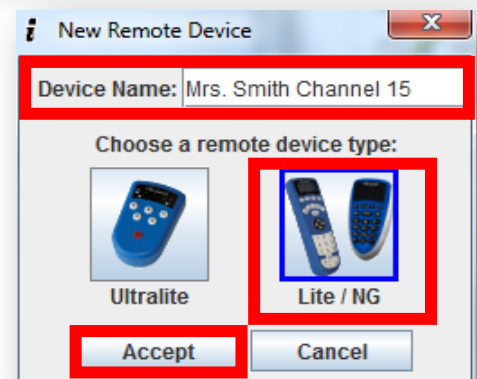 i New Remote Device x
Device Name: Mrs. Smith Channel 15
Choose a remote device type:
Ultralite Lite / NG
Accept Cancel